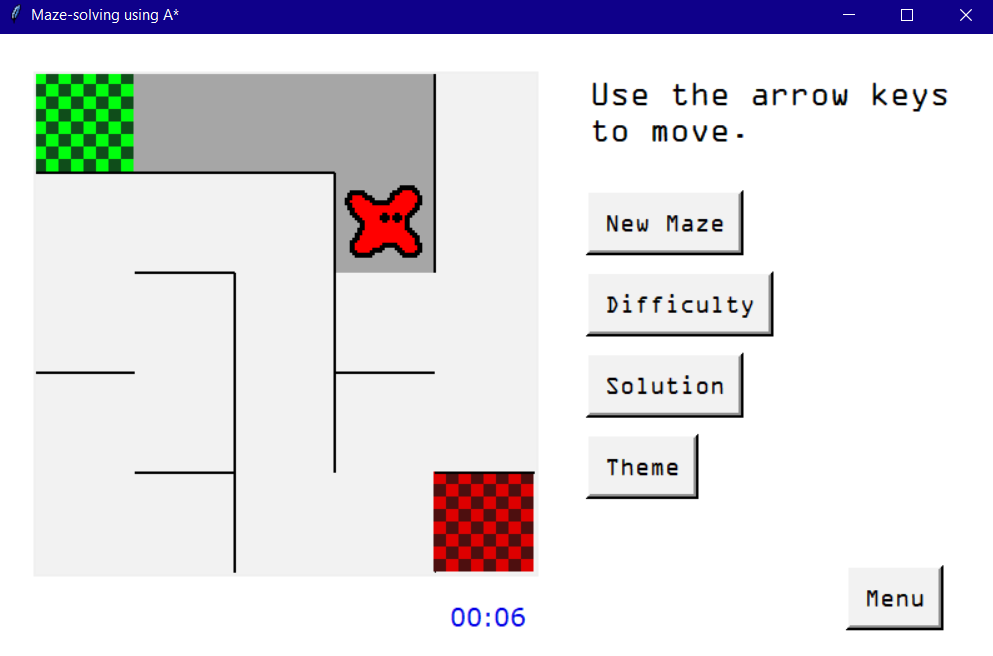 Maze-solving using A*
Use the arrow keys
to move.
New Maze
Difficulty
Solution
Theme
Menu
00:06